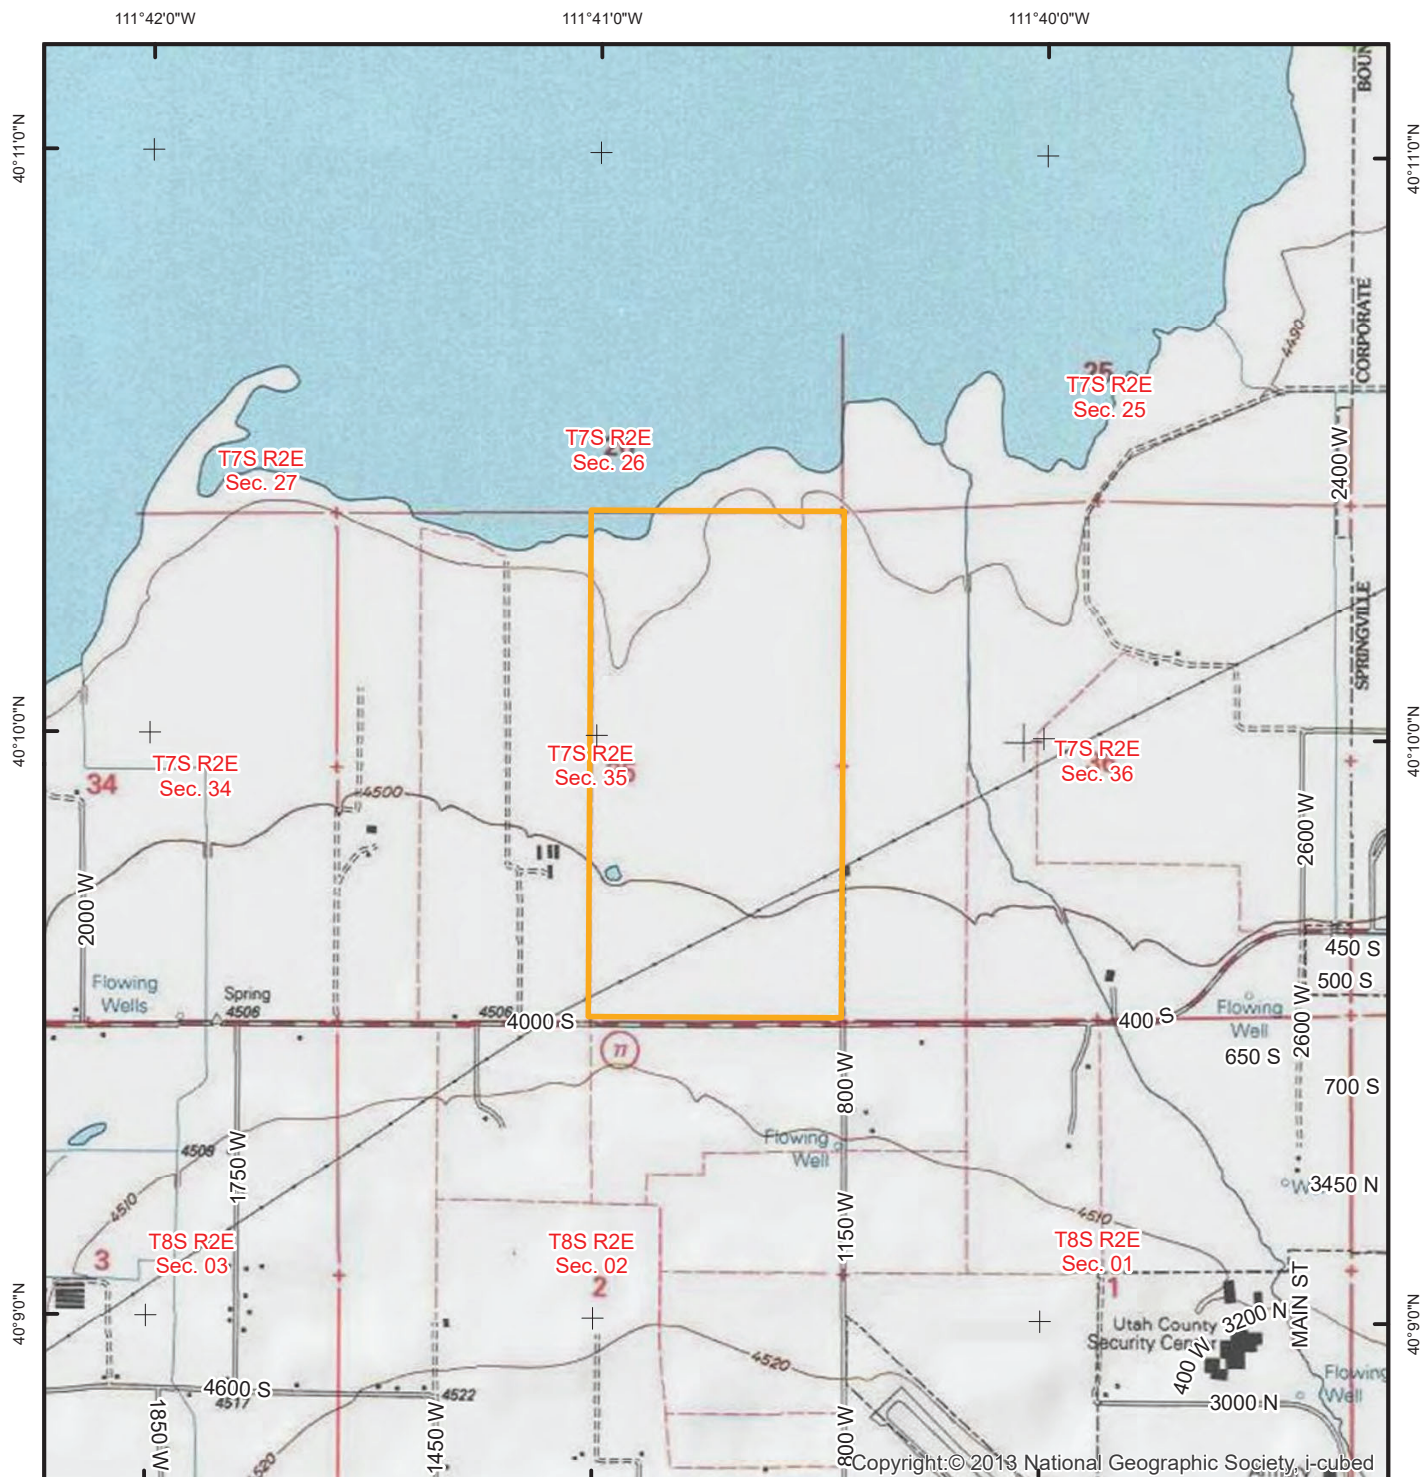 111°42'0"W
111°41'0"W
111°40'0"W
40°11'0"N
40°11'0"N
BOUN
CORPORATE
4490
25
T7S R2E
Sec. 25
T7S R2E
Sec. 26
T7S R2E
Sec. 27
2400 W
SPRINGVILLE
40°10'0"N
40°10'0"N
34
T7S R2E
Sec. 34
T7S R2E
Sec. 35
T7S R2E
Sec. 36
4500
2600 W
2000 W
450 S
500 S
Flowing
Wells
Spring
4506
4506
4000 S
400 S
Flowing
Well
2600 W
650 S
77
700 S
800 W
Flowing
Well
4509
1750 W
3450 N
4510
4510
1150 W
3
T8S R2E
Sec. 03
T8S R2E
Sec. 02
2
T8S R2E
Sec. 01
1
MAIN ST
40°9'0"N
40°9'0"N
Utah County
Security Center
3200 N
400 W
4520
Flowing
Well
4600 S
4517
4522
3000 N
1850 W
1450 W
800 W
4520
Copyright:© 2013 National Geographic Society, i-cubed